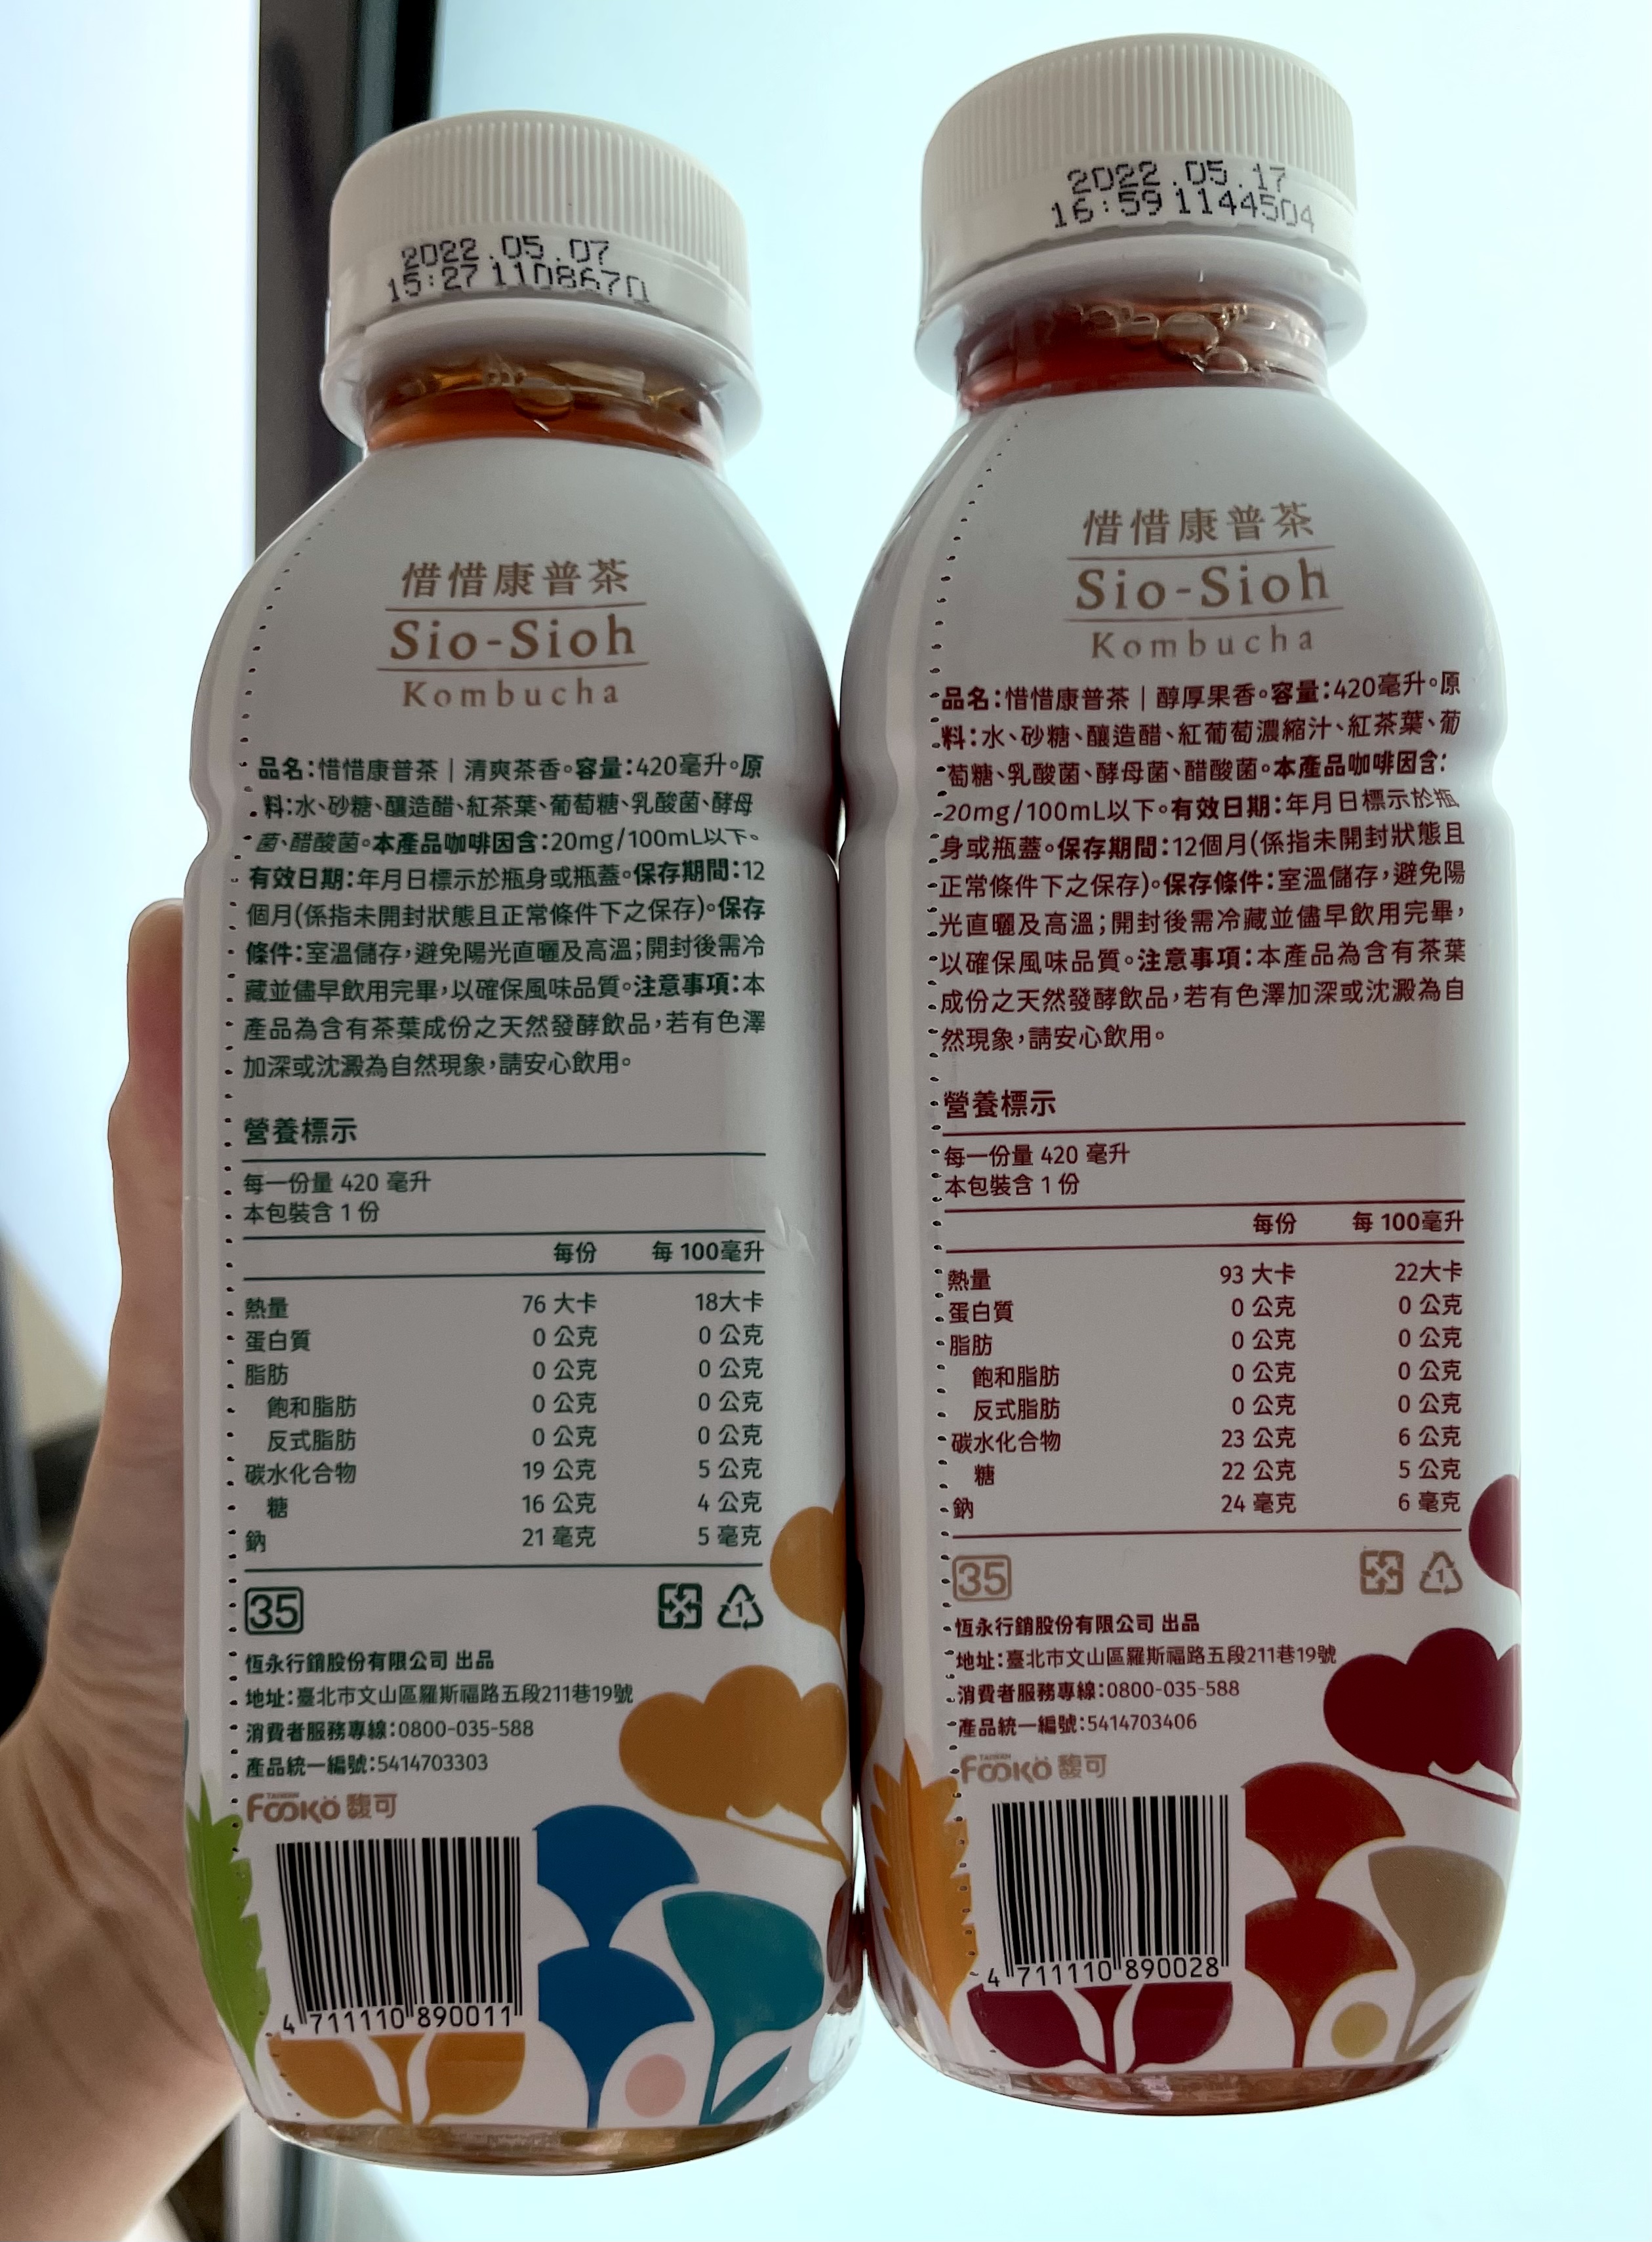 2022.05.07
15:27 1108670
惜惜康普茶
Sio-Sioh
Kombucha
品名:惜惜康普茶|清爽茶香。容量:420毫升。原
料:水、砂糖、釀造醋、紅茶葉、葡萄糖、乳酸菌、酵母
菌、醋酸菌。本產品咖啡因含:20mg/100mL以下。
有效日期:年月日標示於瓶身或瓶蓋。保存期間:12
個月(係指未開封狀態且正常條件下之保存)。保存
條件:室溫儲存,避免陽光直曬及高溫;開封後需冷
藏並儘早飲用完畢,以確保風味品質。注意事項:本
產品為含有茶葉成份之天然發酵飲品,若有色澤
加深或沈澱為自然現象,請安心飲用。
營養標示
每一份量 420 毫升
本包裝含 1 份
每份 每 100毫升
熱量 76 大卡 18大卡
蛋白質 0 公克 0 公克
脂肪 0 公克 0 公克
飽和脂肪 0 公克 0 公克
反式脂肪 0 公克 0 公克
碳水化合物 19 公克 5 公克
糖 16 公克 4 公克
鈉 21 毫克 5 毫克
35 1
恆永行銷股份有限公司 出品
地址:臺北市文山區羅斯福路五段211巷19號
消費者服務專線:0800-035-588
產品統一編號:5414703303
TAIWAN
FOOKÖ 馥可
4 711110 890011
2022.05.17
16:59 1144504
惜惜康普茶
Sio-Sioh
Kombucha
品名:惜惜康普茶|醇厚果香。容量:420毫升。原
料:水、砂糖、釀造醋、紅葡萄濃縮汁、紅茶葉、葡
萄糖、乳酸菌、酵母菌、醋酸菌。本產品咖啡因含:
20mg/100mL以下。有效日期:年月日標示於瓶
身或瓶蓋。保存期間:12個月(係指未開封狀態且
正常條件下之保存)。保存條件:室溫儲存,避免陽
光直曬及高溫;開封後需冷藏並儘早飲用完畢,
以確保風味品質。注意事項:本產品為含有茶葉
成份之天然發酵飲品,若有色澤加深或沈澱為自
然現象,請安心飲用。
營養標示
每一份量 420 毫升
本包裝含 1 份
每份 每 100毫升
熱量 93 大卡 22大卡
蛋白質 0 公克 0 公克
脂肪 0 公克 0 公克
飽和脂肪 0 公克 0 公克
反式脂肪 0 公克 0 公克
碳水化合物 23 公克 6 公克
糖 22 公克 5 公克
鈉 24 毫克 6 毫克
35 1
恆永行銷股份有限公司 出品
地址:臺北市文山區羅斯福路五段211巷19號
消費者服務專線:0800-035-588
產品統一編號:5414703406
TAIWAN
FOOKÖ 馥可
4 711110 890028